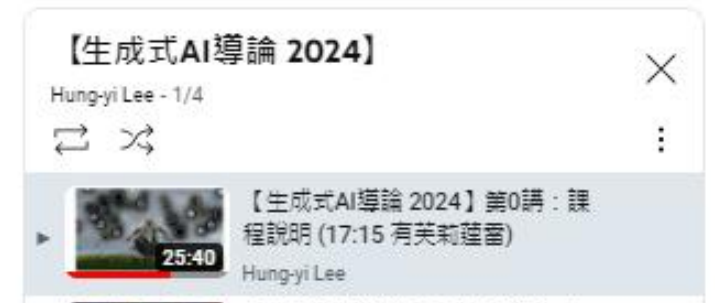 【生成式AI導論 2024】
Hung-yi Lee - 1/4
【生成式AI導論 2024】第0講：課
程說明 (17:15 有芙莉蓮雷)
25:40
Hung-yi Lee